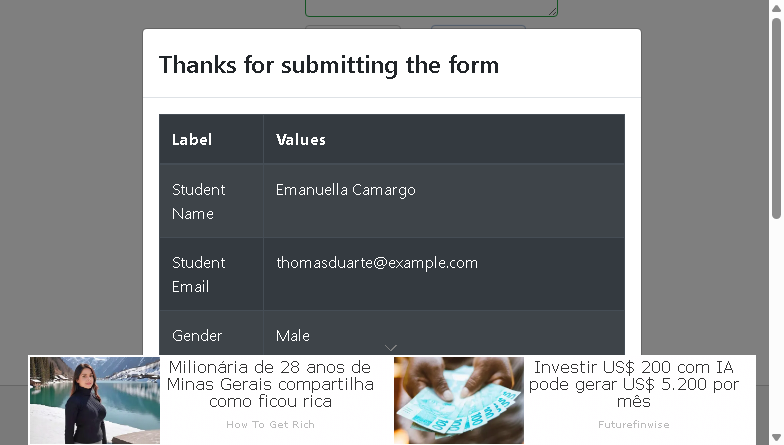 Thanks for submitting the form
Label Values
Student Name Emanuella Camargo
Student Email thomasduarte@example.com
Gender Male
Milionária de 28 anos de
Minas Gerais compartilha
como ficou rica
How To Get Rich
Investir US$ 200 com IA
pode gerar US$ 5.200 por
mês
Futurefinwise